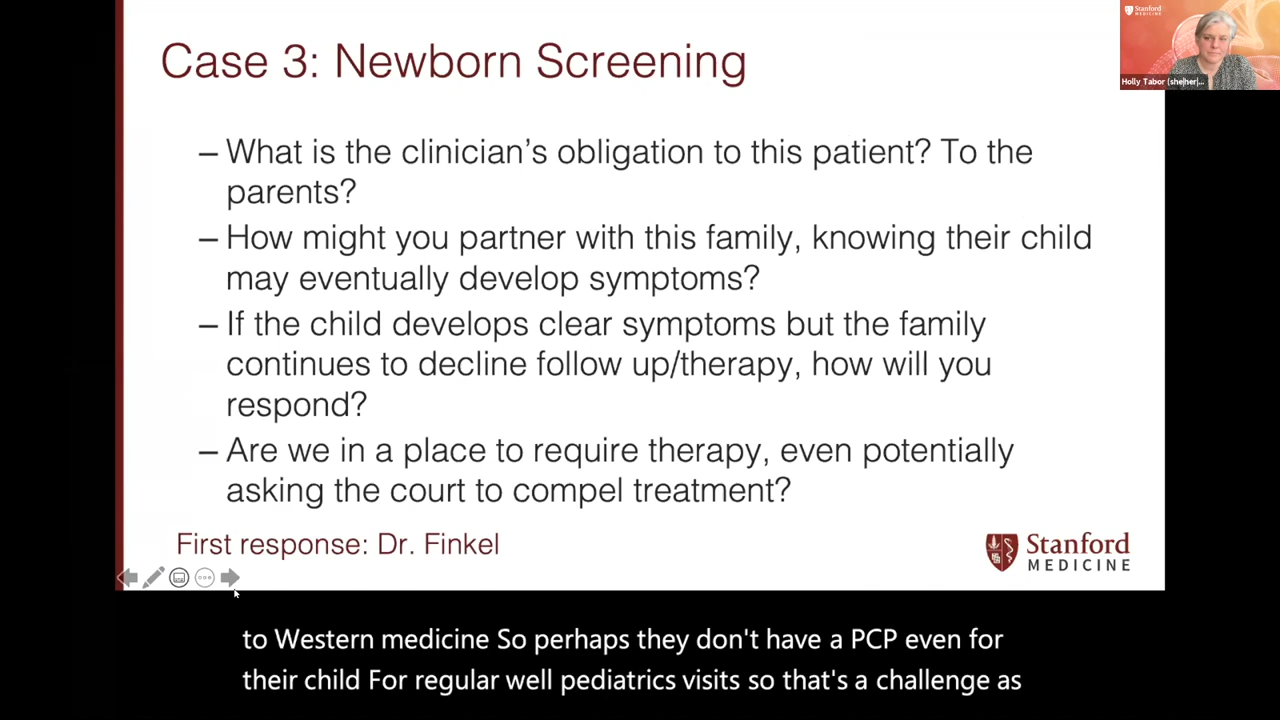 Case 3: Newborn Screening
Stanford
MEDICINE
Holly Tabor (she|her|...
– What is the clinician's obligation to this patient? To the
parents?
– How might you partner with this family, knowing their child
may eventually develop symptoms?
– If the child develops clear symptoms but the family
continues to decline follow up/therapy, how will you
respond?
– Are we in a place to require therapy, even potentially
asking the court to compel treatment?
First response: Dr. Finkel
Stanford
MEDICINE
to Western medicine So perhaps they don't have a PCP even for
their child For regular well pediatrics visits so that's a challenge as